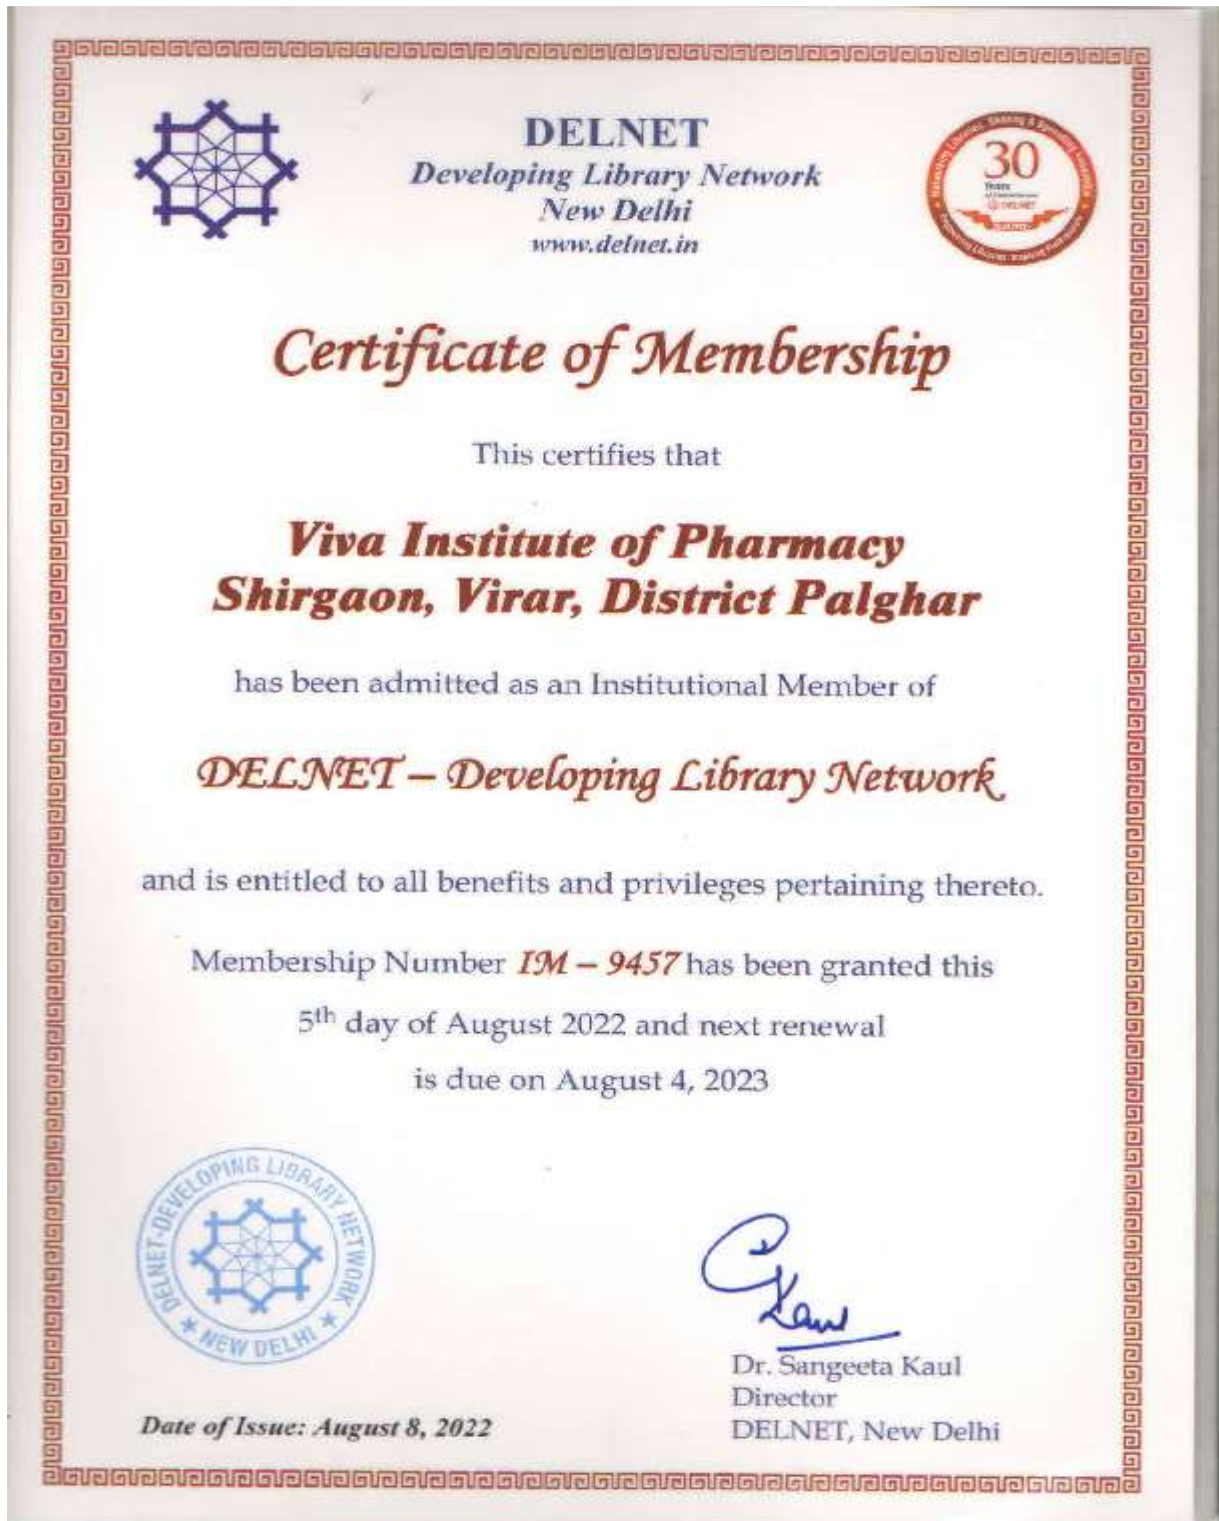 DELNET
Developing Library Network
New Delhi
www.delnet.in
30
Years
DELNET
Certificate of Membership
This certifies that
Viva Institute of Pharmacy
Shirgaon, Virar, District Palghar
has been admitted as an Institutional Member of
DELNET – Developing Library Network
and is entitled to all benefits and privileges pertaining thereto.
Membership Number IM – 9457 has been granted this
5th day of August 2022 and next renewal
is due on August 4, 2023
DELNET-DEVELOPING LIBRARY NETWORK
★ NEW DELHI ★
Kaul
Dr. Sangeeta Kaul
Director
DELNET, New Delhi
Date of Issue: August 8, 2022